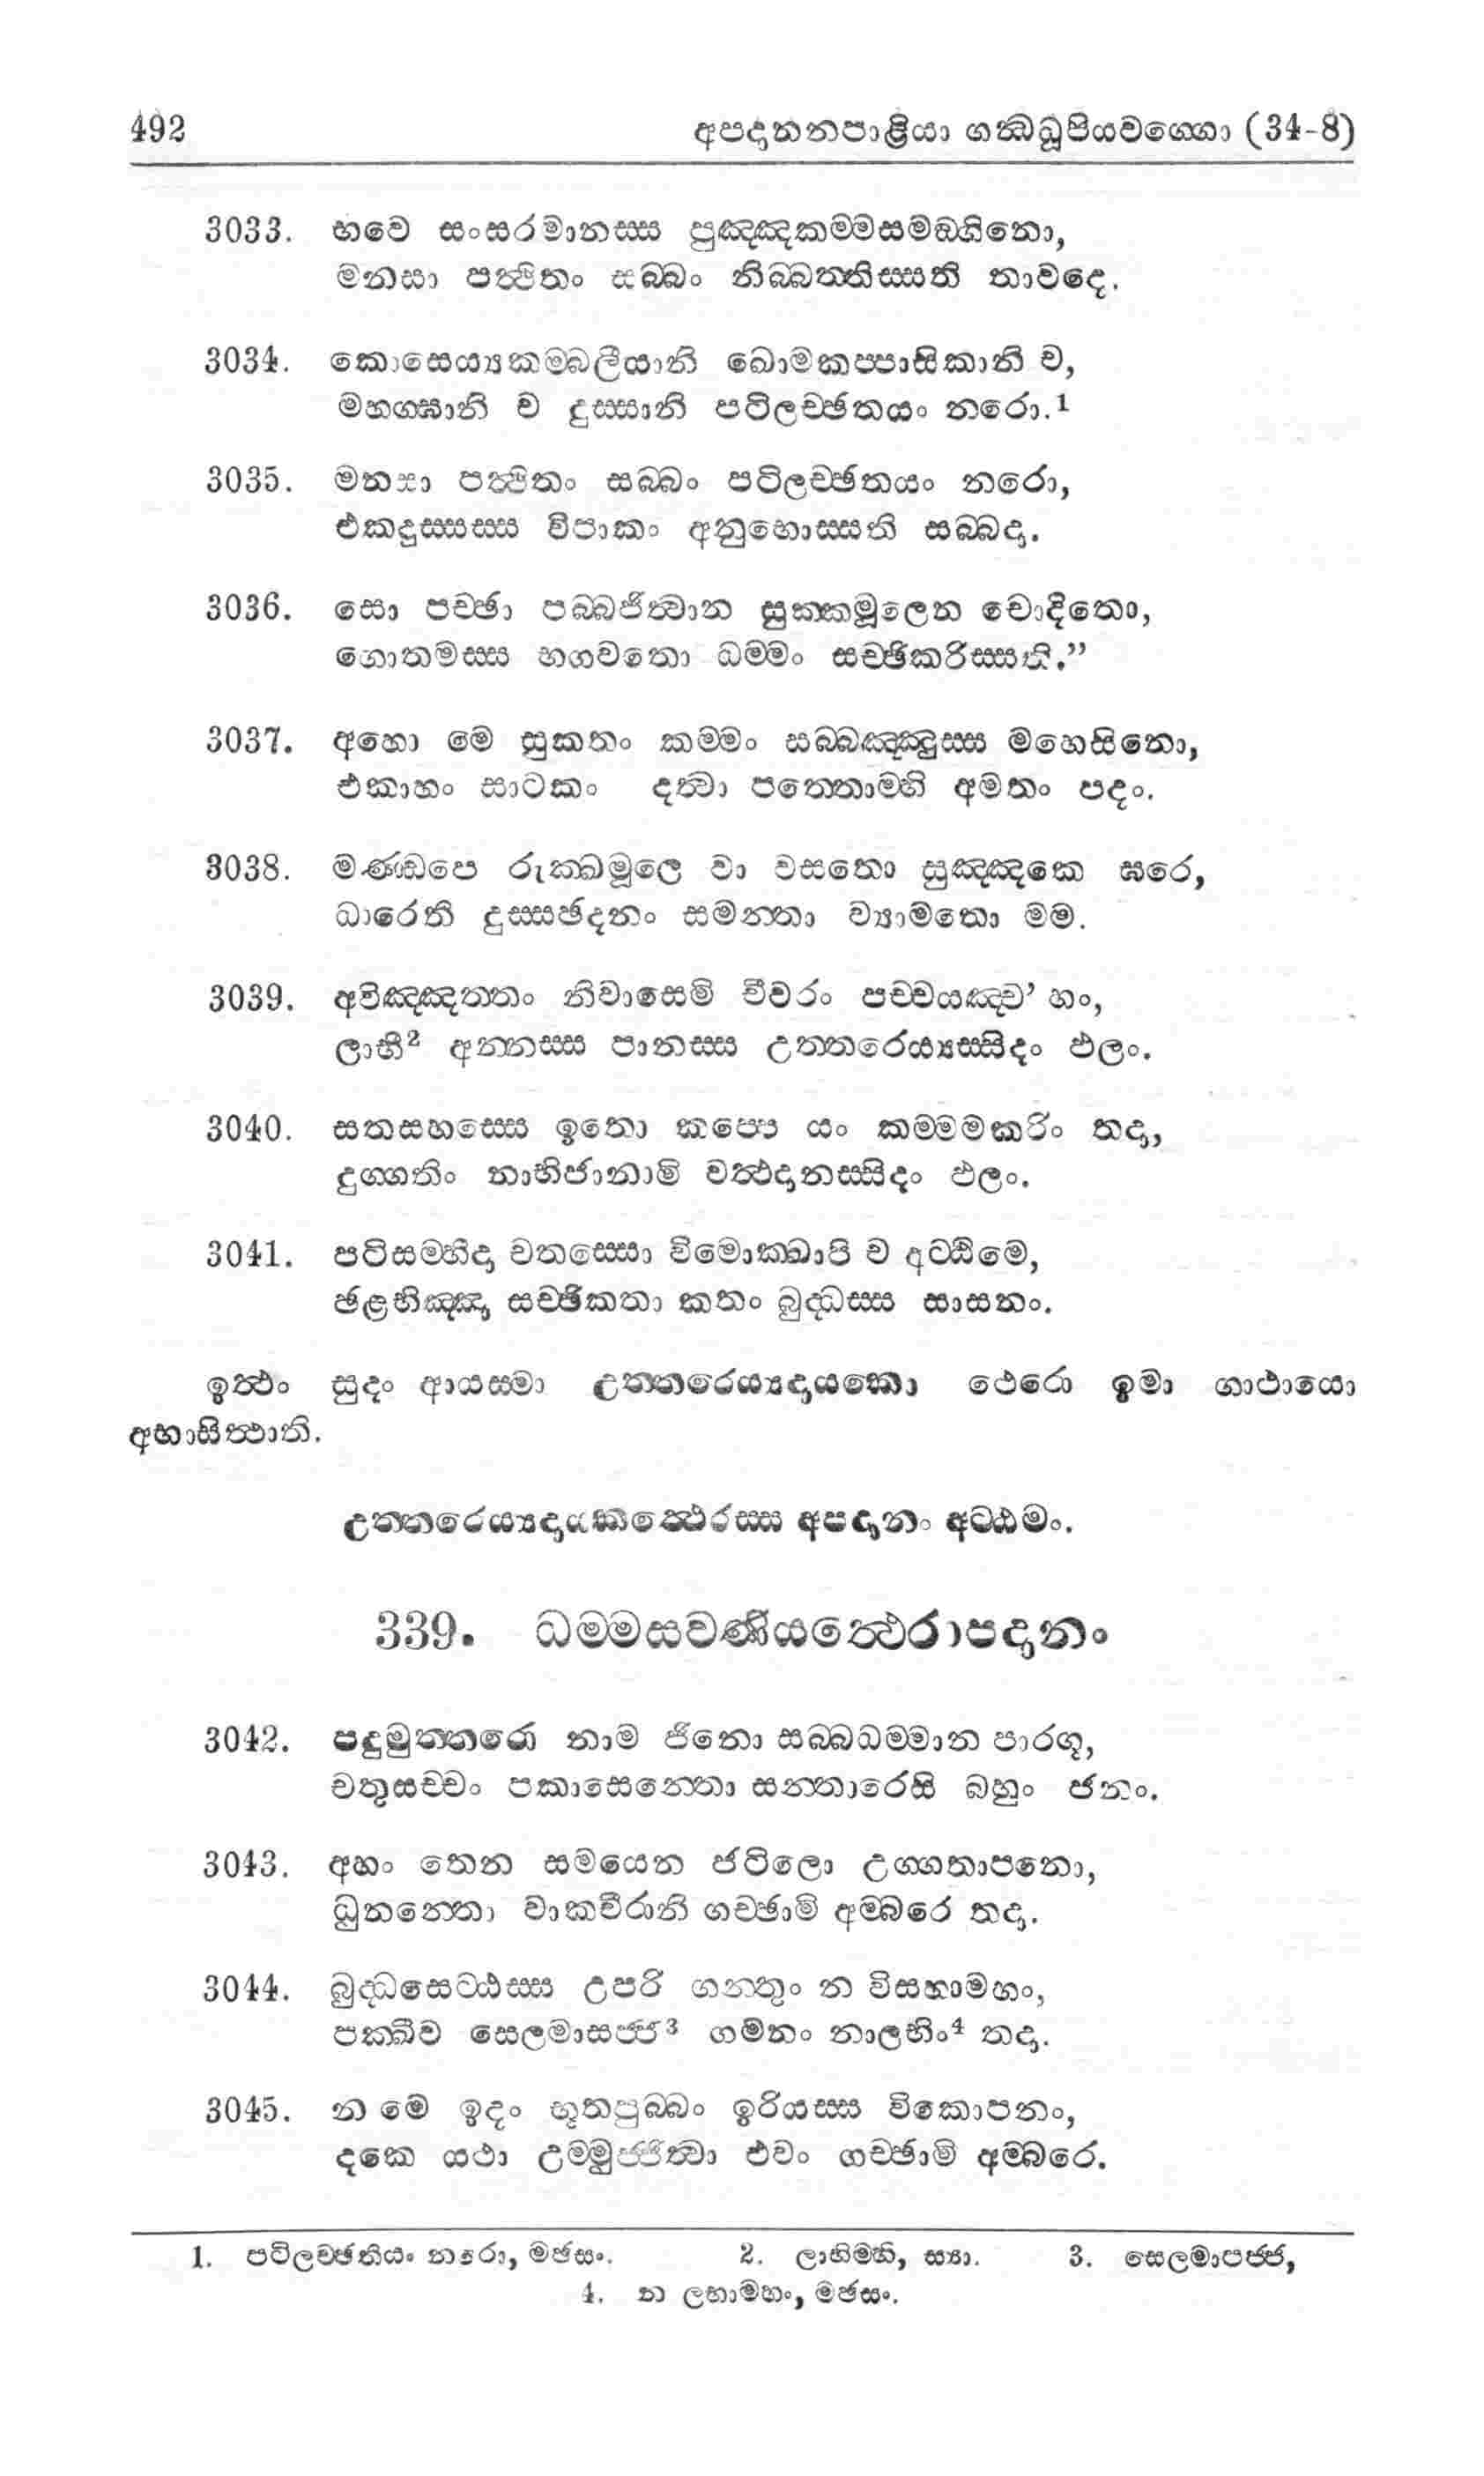 492 අපදානනපාළියා ගන්ධධූපියවග්ගො (34-8)
3033. භවෙ සංසරමානස්ස පුඤ්ඤකම්මසමඞ්ගිනො,
මනසා පත්ථිතං සබ්බං නිබ්බත්තිස්සති තාවදෙ.
3034. කොසෙය්‍යකම්බලීයානි ඛොමකප්පාසිකානි ච,
මහග්ඝානි ච දුස්සානි පටිලච්ඡතයං නරො.1
3035. මනසා පත්ථිතං සබ්බං පටිලච්ඡතයං නරො,
එකදුස්සස්ස විපාකං අනුභොස්සති සබ්බදා.
3036. සො පච්ඡා පබ්බජිත්වාන සුක්කමූලෙන චොදිතො,
ගොතමස්ස භගවතො ධම්මං සච්ඡිකරිස්සති.”
3037. අහො මෙ සුකතං කම්මං සබ්බඤ්ඤුස්ස මහෙසිනො,
එකාහං සාටකං දත්වා පත්තොම්හි අමතං පදං.
3038. මණ්ඩපෙ රුක්ඛමූලෙ වා වසතො සුඤ්ඤකෙ ඝරෙ,
ධාරෙති දුස්සඡදනං සමන්තා ව්‍යාමතො මම.
3039. අවිඤ්ඤත්තං නිවාසෙමි චීවරං පච්චයඤ්ච’ හං,
ලාභී2 අන්නස්ස පානස්ස උත්තරෙය්‍යස්සිදං ඵලං.
3040. සතසහස්සෙ ඉතො කප්පෙ යං කම්මමකරිං තදා,
දුග්ගතිං නාභිජානාමි වත්ථදානස්සිදං ඵලං.
3041. පටිසම්භිදා චතස්සො විමොක්ඛාපි ච අට්ඨිමෙ,
ඡළභිඤ්ඤා සච්ඡිකතා කතං බුද්ධස්ස සාසනං.
ඉත්ථං සුදං ආයස්මා උත්තරෙය්‍යදායකො ථෙරො ඉමා ගාථායො
අභාසිත්ථාති.
උත්තරෙය්‍යදායකත්ථෙරස්ස අපදානං අට්ඨමං.
339. ධම්මසවණීයත්ථෙරාපදානං
3042. පදුමුත්තරො නාම ජිනො සබ්බධම්මාන පාරගූ,
චතුසච්චං පකාසෙන්තො සන්තාරෙසි බහුං ජනං.
3043. අහං තෙන සමයෙන ජටිලො උග්ගතාපනො,
ධුනන්තො වාකචීරානි ගච්ඡාමි අම්බරෙ තදා.
3044. බුද්ධසෙට්ඨස්ස උපරි ගන්තුං න විසහාමහං,
පක්ඛීව සෙලමාසජ්ජ3 ගමනං නාලභිං4 තදා.
3045. න මෙ ඉදං භූතපුබ්බං ඉරියස්ස විකොපනං,
දකෙ යථා උම්මුජ්ජිත්වා එවං ගච්ඡාමි අම්බරෙ.
1. පටිලච්ඡතියං නරො, මඡසං. 2. ලාභිම්හි, ස්‍යා. 3. සෙලමාපජ්ජ,
4. න ලභාමහං, මඡසං.